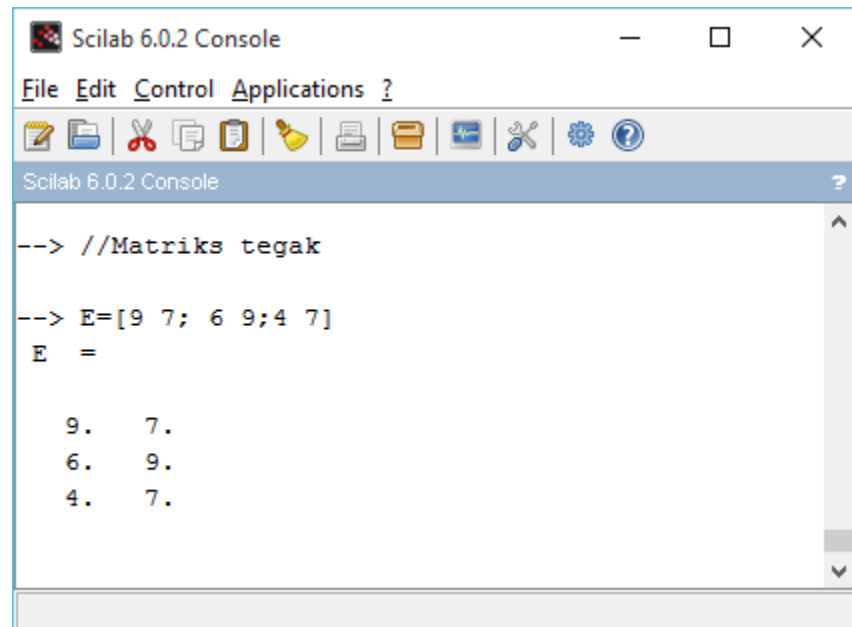 Scilab 6.0.2 Console
File Edit Control Applications ?
Scilab 6.0.2 Console ?
--> //Matriks tegak
--> E=[9 7; 6 9;4 7]
E =
9. 7.
6. 9.
4. 7.